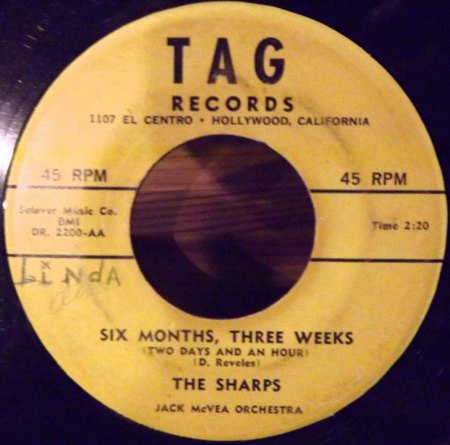 TAG
RECORDS
1107 EL CENTRO • HOLLYWOOD, CALIFORNIA
45 RPM
45 RPM
Selover Music Co.
BMI
DR. 2200-AA
Time 2:20
LiNdA
SIX MONTHS, THREE WEEKS
(TWO DAYS AND AN HOUR)
(D. Reveles)
THE SHARPS
JACK McVEA ORCHESTRA